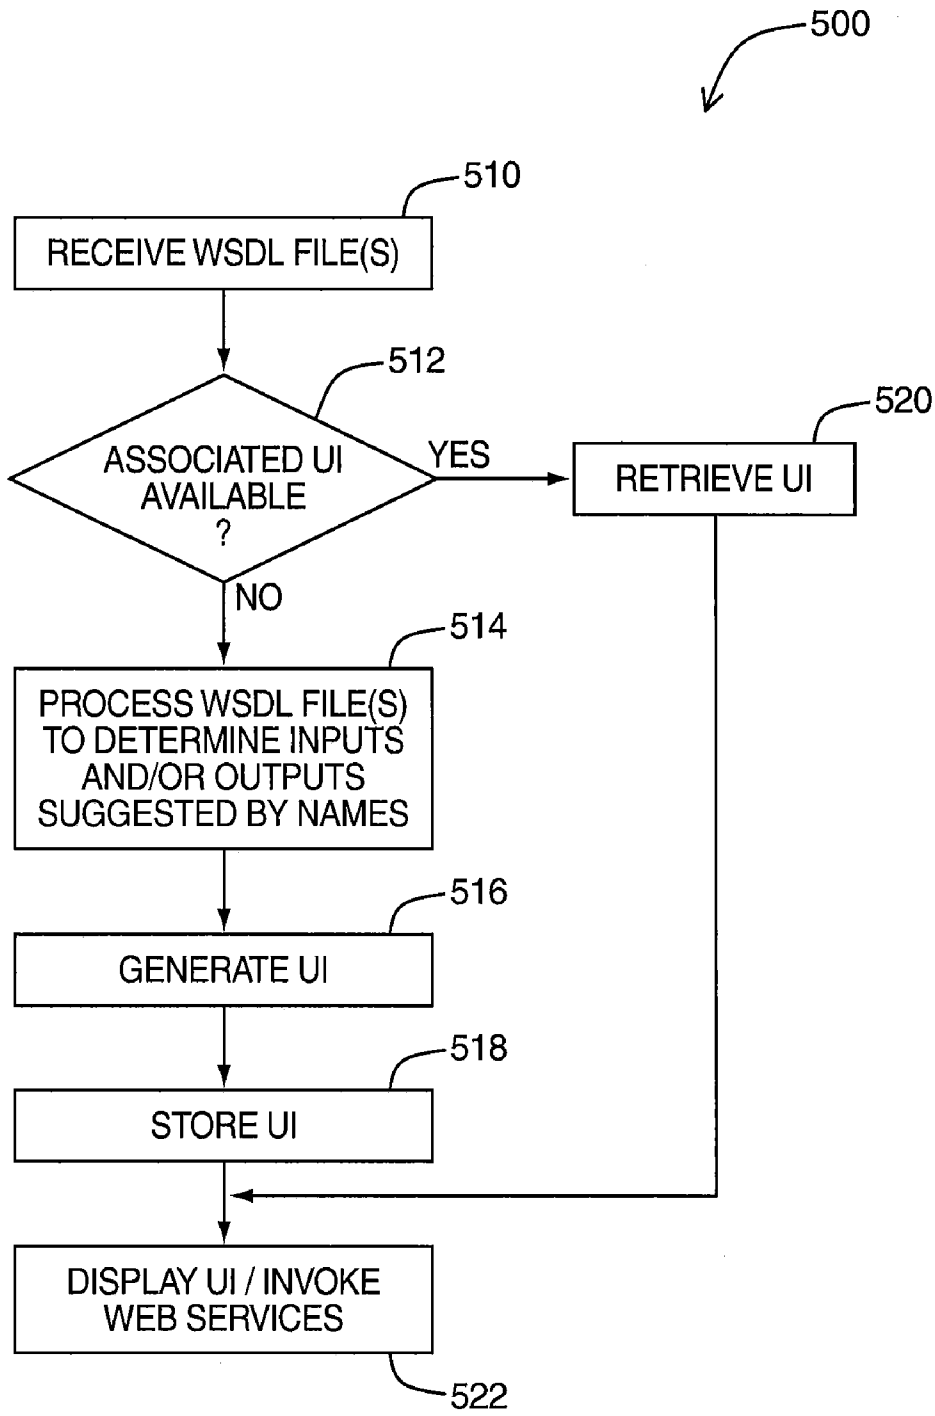 500
510
RECEIVE WSDL FILE(S)
512
ASSOCIATED UI
AVAILABLE
?
YES
520
RETRIEVE UI
NO
514
PROCESS WSDL FILE(S)
TO DETERMINE INPUTS
AND/OR OUTPUTS
SUGGESTED BY NAMES
516
GENERATE UI
518
STORE UI
DISPLAY UI / INVOKE
WEB SERVICES
522